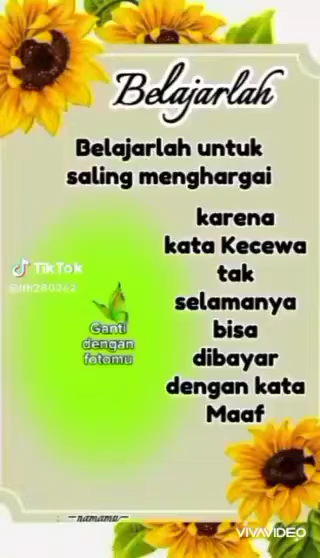 Belajarlah
Belajarlah untuk
saling menghargai
karena
kata Kecewa
tak
selamanya
bisa
dibayar
dengan kata
Maaf
TikTok
Ganti
dengan
fotomu
namamu
VIVAVIDEO